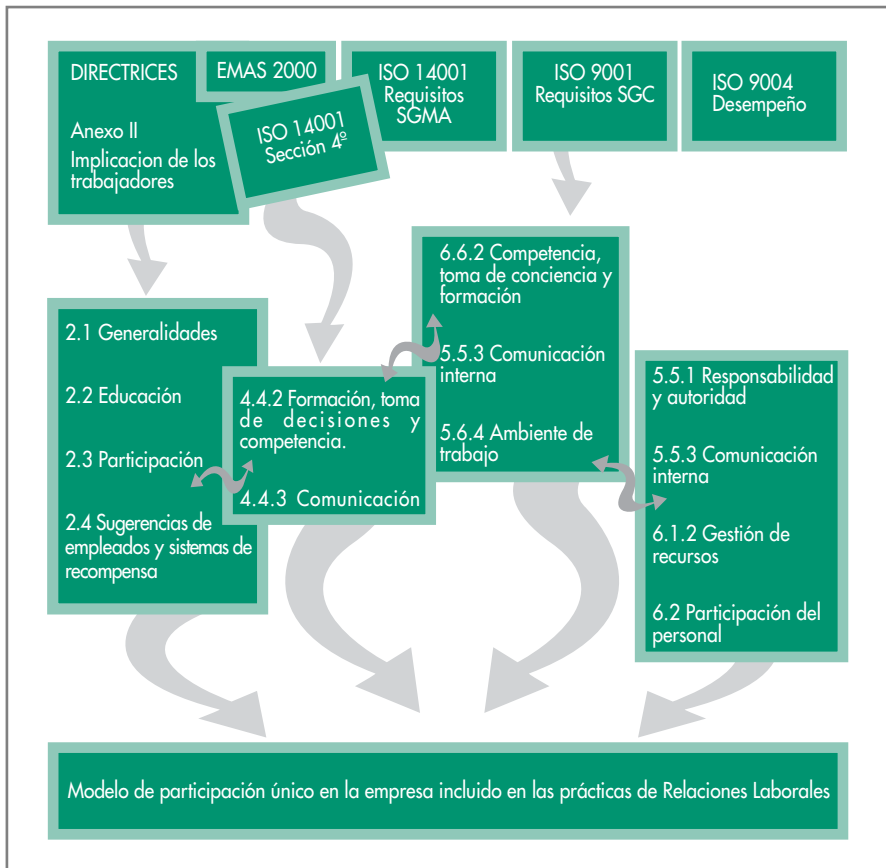 DIRECTRICES
Anexo II
Implicacion de los
trabajadores
EMAS 2000
ISO 14001
Sección 4º
ISO 14001
Requisitos
SGMA
ISO 9001
Requisitos SGC
ISO 9004
Desempeño
2.1 Generalidades
2.2 Educación
2.3 Participación
2.4 Sugerencias de
empleados y sistemas de
recompensa
4.4.2 Formación, toma
de decisiones y
competencia.
4.4.3 Comunicación
6.6.2 Competencia,
toma de conciencia y
formación
5.5.3 Comunicación
interna
5.6.4 Ambiente de
trabajo
5.5.1 Responsabilidad
y autoridad
5.5.3 Comunicación
interna
6.1.2 Gestión de
recursos
6.2 Participación del
personal
Modelo de participación único en la empresa incluido en las prácticas de Relaciones Laborales